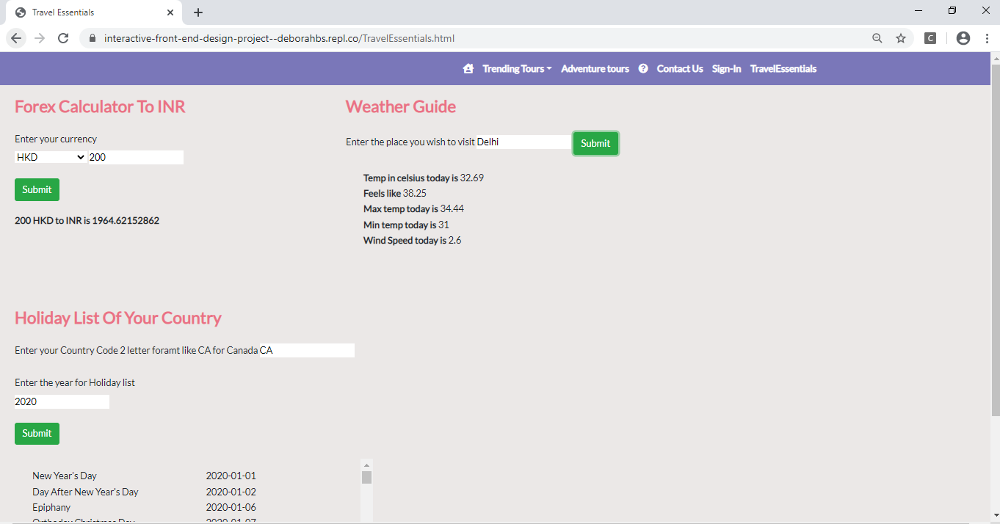 Travel Essentials
interactive-front-end-design-project--deborahbs.repl.co/TravelEssentials.html
C
Trending Tours Adventure tours ? Contact Us Sign-In TravelEssentials
Forex Calculator To INR
Enter your currency
HKD 200
Submit
200 HKD to INR is 1964.62152862
Weather Guide
Enter the place you wish to visit Delhi Submit
Temp in celsius today is 32.69
Feels like 38.25
Max temp today is 34.44
Min temp today is 31
Wind Speed today is 2.6
Holiday List Of Your Country
Enter your Country Code 2 letter foramt like CA for Canada CA
Enter the year for Holiday list
2020
Submit
New Year's Day 2020-01-01
Day After New Year's Day 2020-01-02
Epiphany 2020-01-06
Orthodox Christmas Day 2020-01-07